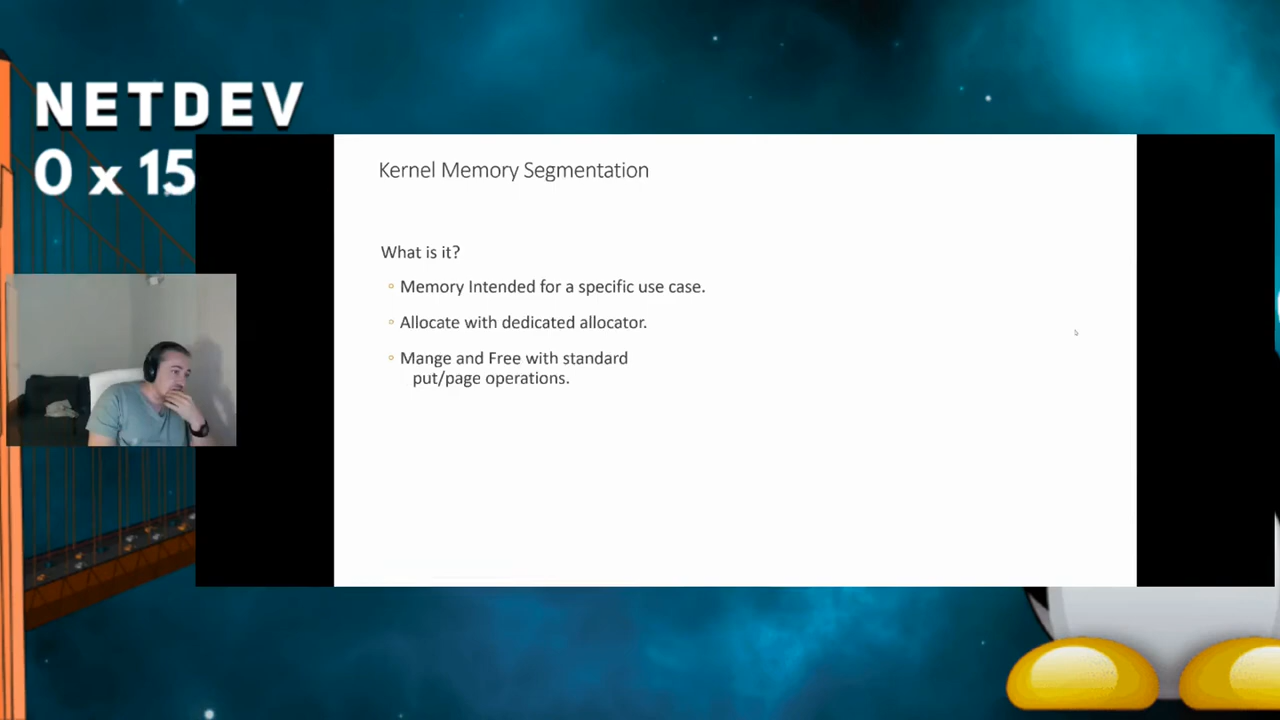 NETDEV
0 x 15
Kernel Memory Segmentation
What is it?
Memory Intended for a specific use case.
Allocate with dedicated allocator.
Mange and Free with standard
put/page operations.